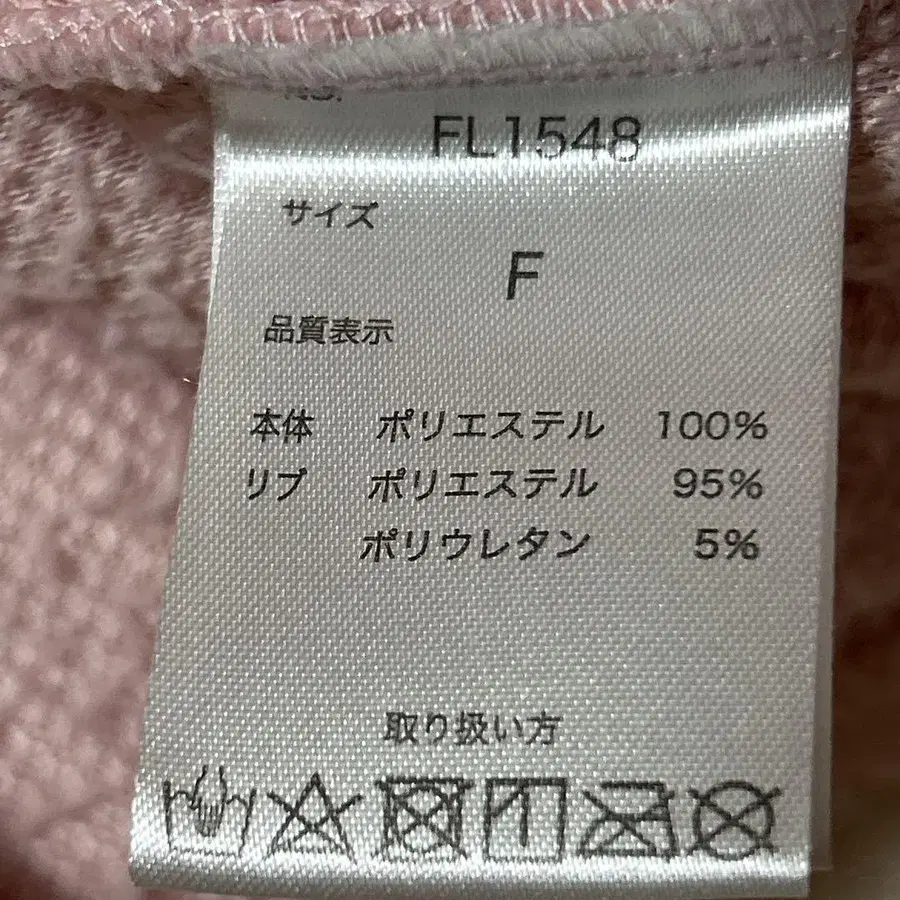 FL1548
サイズ
F
品質表示
本体 ポリエステル 100%
リブ ポリエステル 95%
ポリウレタン 5%
取り扱い方